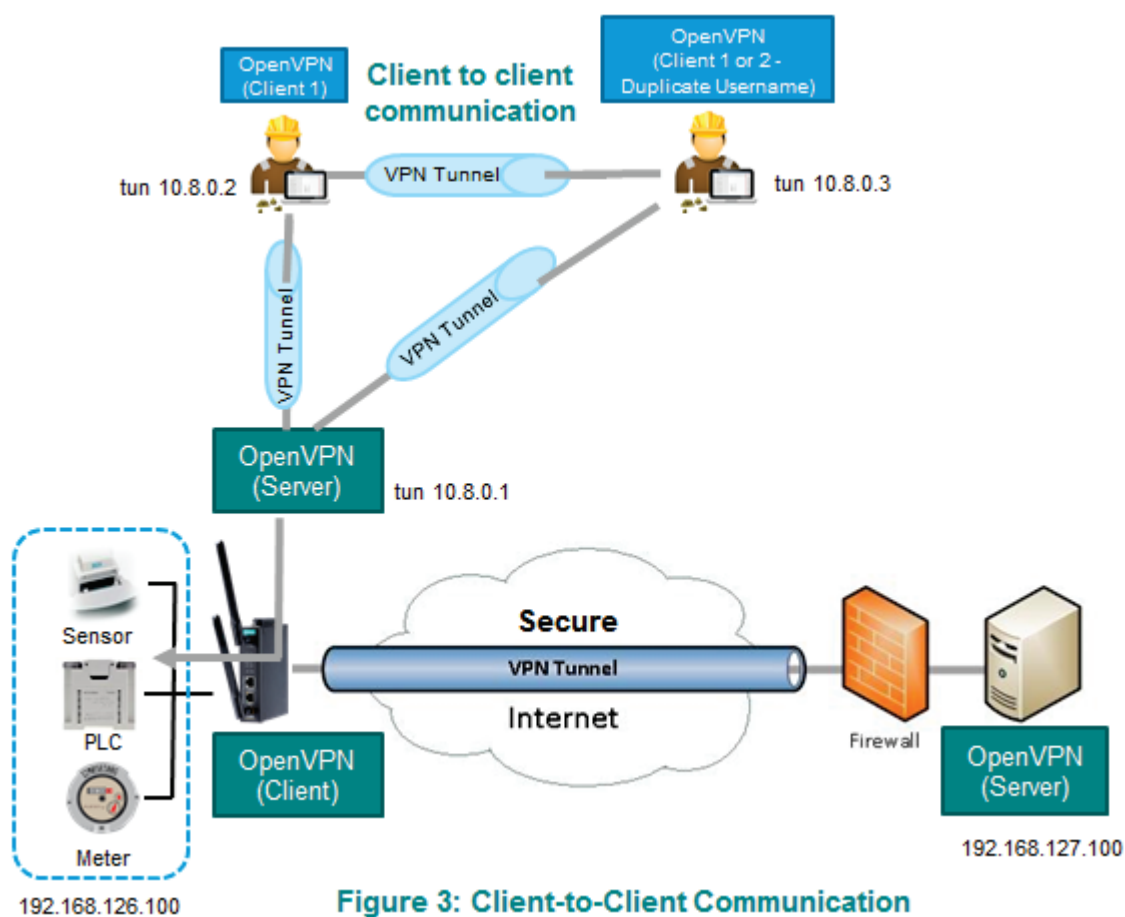 OpenVPN
(Client 1)
Client to client
communication
OpenVPN
(Client 1 or 2 -
Duplicate Username)
tun 10.8.0.2
VPN Tunnel
tun 10.8.0.3
VPN Tunnel
VPN Tunnel
OpenVPN
(Server)
tun 10.8.0.1
Sensor
PLC
Meter
192.168.126.100
OpenVPN
(Client)
Secure
VPN Tunnel
Internet
Firewall
OpenVPN
(Server)
192.168.127.100
Figure 3: Client-to-Client Communication